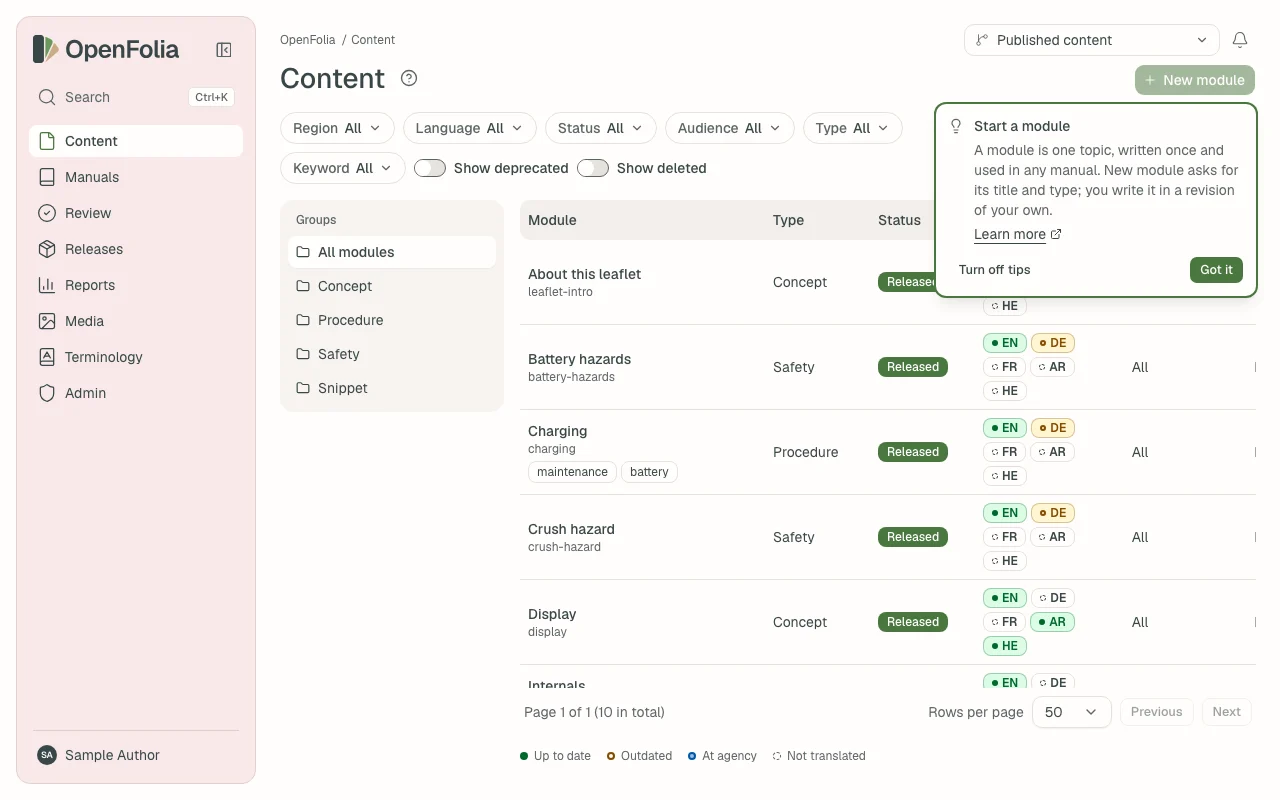 OpenFolia
Search
Ctrl+K
Content
Manuals
Review
Releases
Reports
Media
Terminology
Admin
SA
Sample Author
OpenFolia / Content
Published content
Content
New module
Region All
Language All
Status All
Audience All
Type All
Keyword All
Show deprecated
Show deleted
Start a module
A module is one topic, written once and
used in any manual. New module asks for
its title and type; you write it in a revision
of your own.
Learn more
Turn off tips
Got it
Groups
All modules
Concept
Procedure
Safety
Snippet
Module Type Status
About this leaflet
leaflet-intro
Concept
Released
HE
Battery hazards
battery-hazards
Safety
Released
EN DE
FR AR
HE
All
Charging
charging
maintenance battery
Procedure
Released
EN DE
FR AR
HE
All
Crush hazard
crush-hazard
Safety
Released
EN DE
FR AR
HE
All
Display
display
Concept
Released
EN DE
FR AR
HE
All
Internals
EN DE
Page 1 of 1 (10 in total)
Rows per page 50 Previous Next
Up to date Outdated At agency Not translated